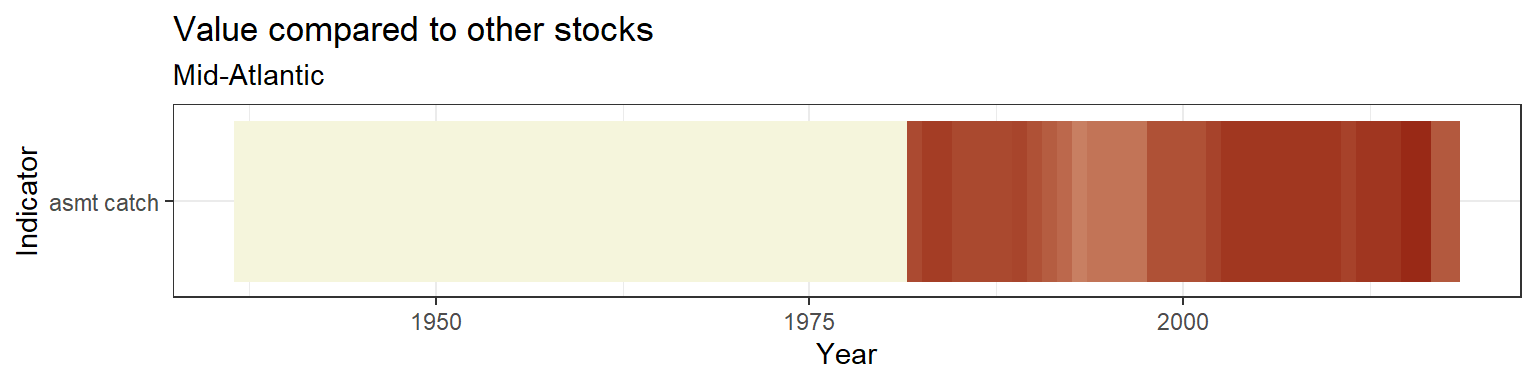 Value compared to other stocks
Mid-Atlantic
Indicator
asmt catch
1950 1975 2000
Year